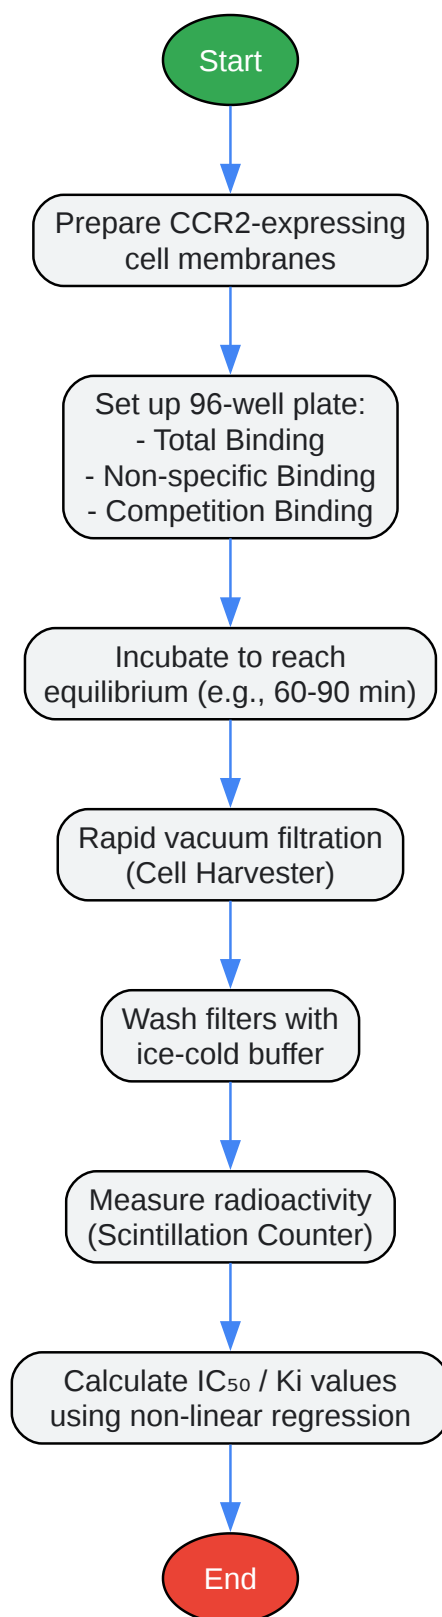 Start
Prepare CCR2-expressing
cell membranes
Set up 96-well plate:
- Total Binding
- Non-specific Binding
- Competition Binding
Incubate to reach
equilibrium (e.g., 60-90 min)
Rapid vacuum filtration
(Cell Harvester)
Wash filters with
ice-cold buffer
Measure radioactivity
(Scintillation Counter)
Calculate IC₅₀ / Ki values
using non-linear regression
End